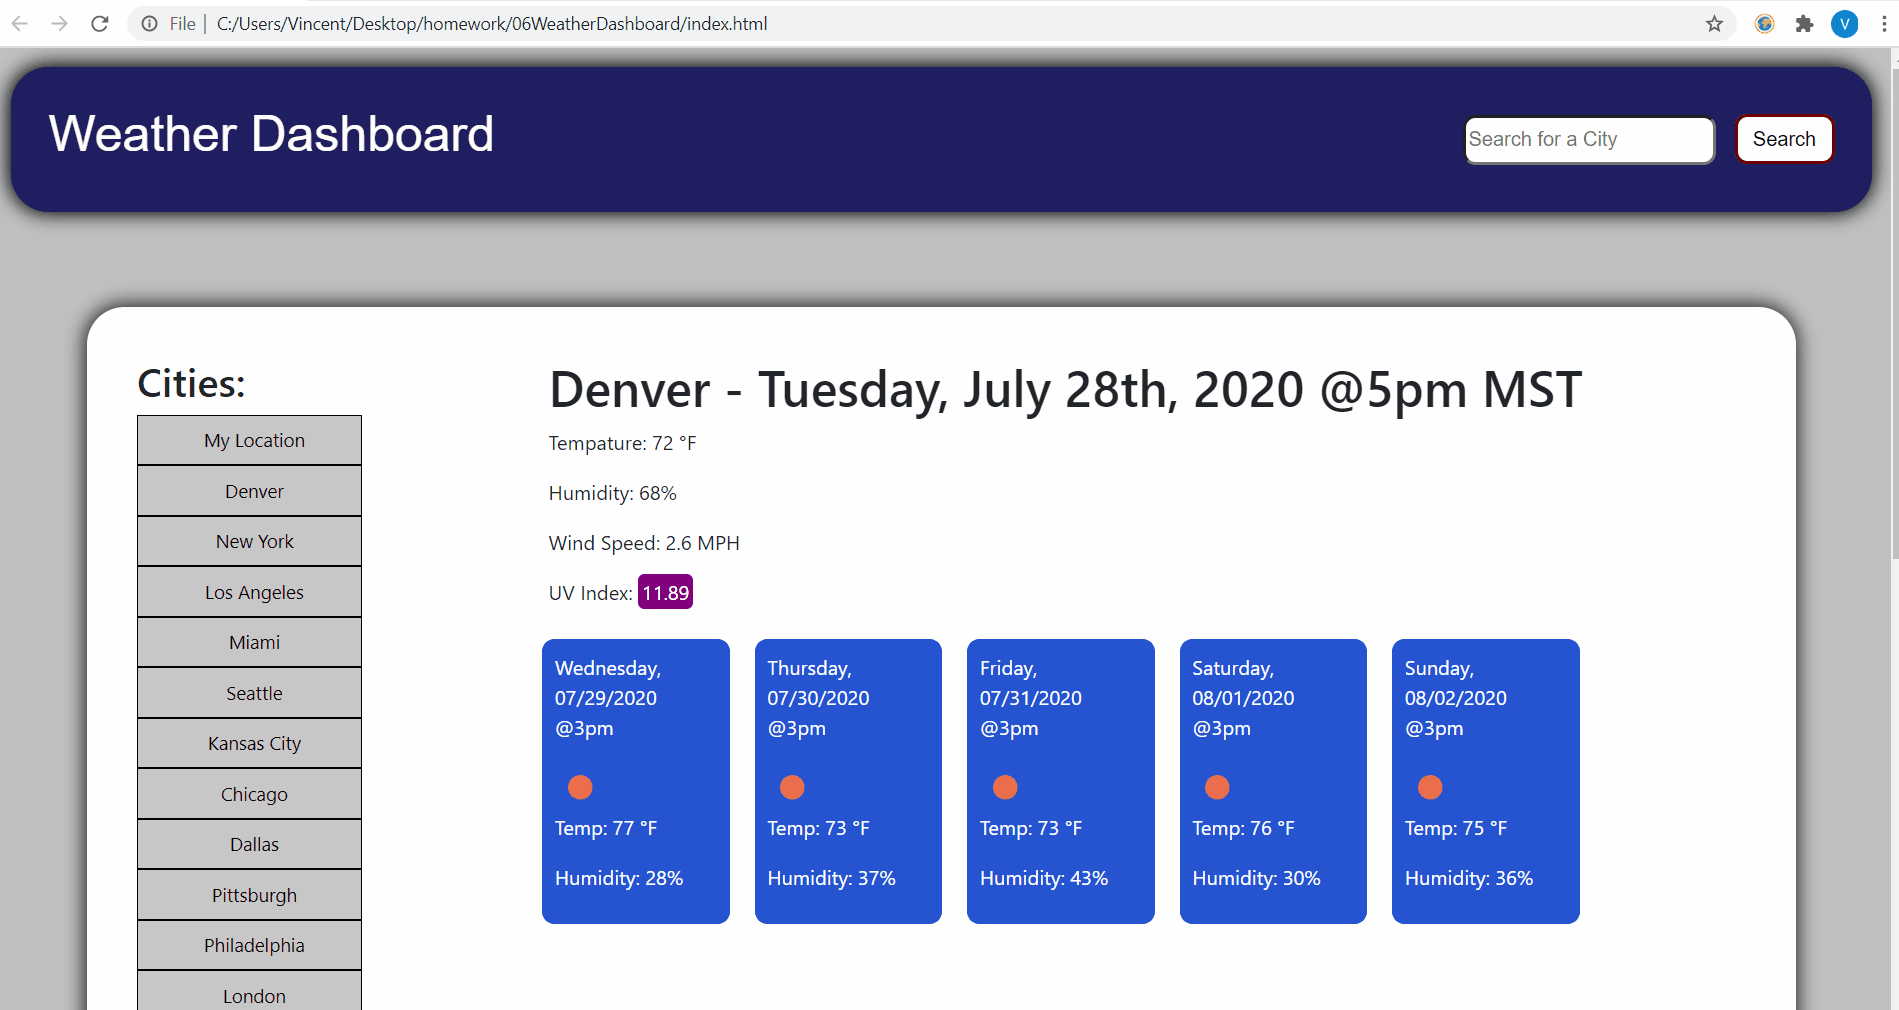 File | C:/Users/Vincent/Desktop/homework/06WeatherDashboard/index.html
V
Weather Dashboard
Search for a City
Search
Cities:
My Location
Denver
New York
Los Angeles
Miami
Seattle
Kansas City
Chicago
Dallas
Pittsburgh
Philadelphia
London
Denver - Tuesday, July 28th, 2020 @5pm MST
Tempature: 72 °F
Humidity: 68%
Wind Speed: 2.6 MPH
UV Index: 11.89
Wednesday,
07/29/2020
@3pm
Temp: 77 °F
Humidity: 28%
Thursday,
07/30/2020
@3pm
Temp: 73 °F
Humidity: 37%
Friday,
07/31/2020
@3pm
Temp: 73 °F
Humidity: 43%
Saturday,
08/01/2020
@3pm
Temp: 76 °F
Humidity: 30%
Sunday,
08/02/2020
@3pm
Temp: 75 °F
Humidity: 36%